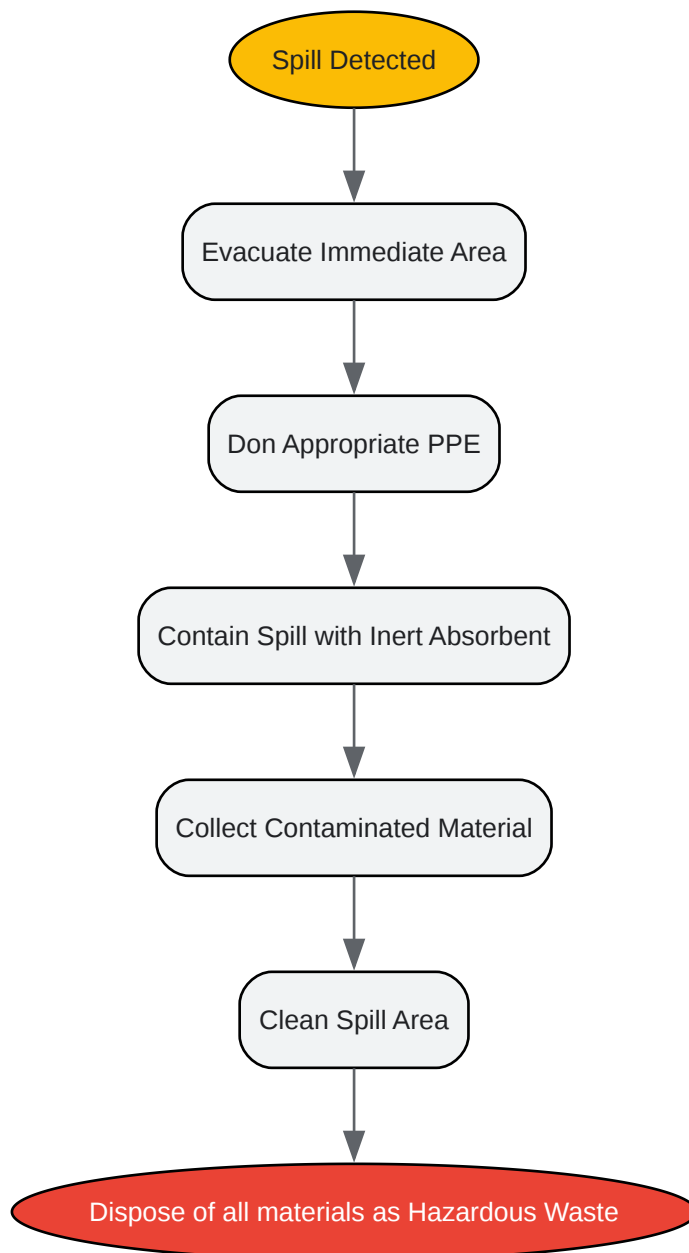 Spill Detected
Evacuate Immediate Area
Don Appropriate PPE
Contain Spill with Inert Absorbent
Collect Contaminated Material
Clean Spill Area
Dispose of all materials as Hazardous Waste